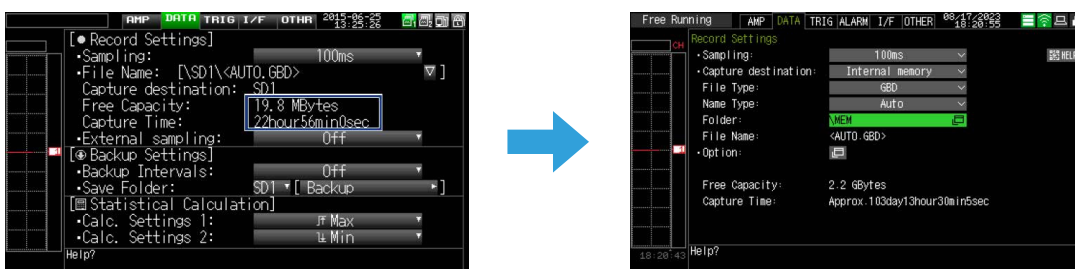 AMP DATA TRIG I/F OTHR 2015-06-25 13:25:26
[● Record Settings]
•Sampling: 100ms
•File Name: [\SD1\<AUTO.GBD> ]
Capture destination: SD1
Free Capacity: 19.8 MBytes
Capture Time: 22hour56min0sec
•External sampling: Off
[Backup Settings]
•Backup Intervals: Off
•Save Folder: SD1 [ Backup ]
[Statistical Calculation]
•Calc. Settings 1: Max
•Calc. Settings 2: Min
Help?
1
Free Running AMP DATA TRIG ALARM I/F OTHER 08/17/2023 18:20:55
CH
Record Settings
•Sampling: 100ms
HELP
•Capture destination: Internal memory
File Type: GBD
Name Type: Auto
Folder: \MEM
File Name: <AUTO.GBD>
•Option:
1
Free Capacity: 2.2 GBytes
Capture Time: Approx.103day13hour30min5sec
18:20:43 Help?